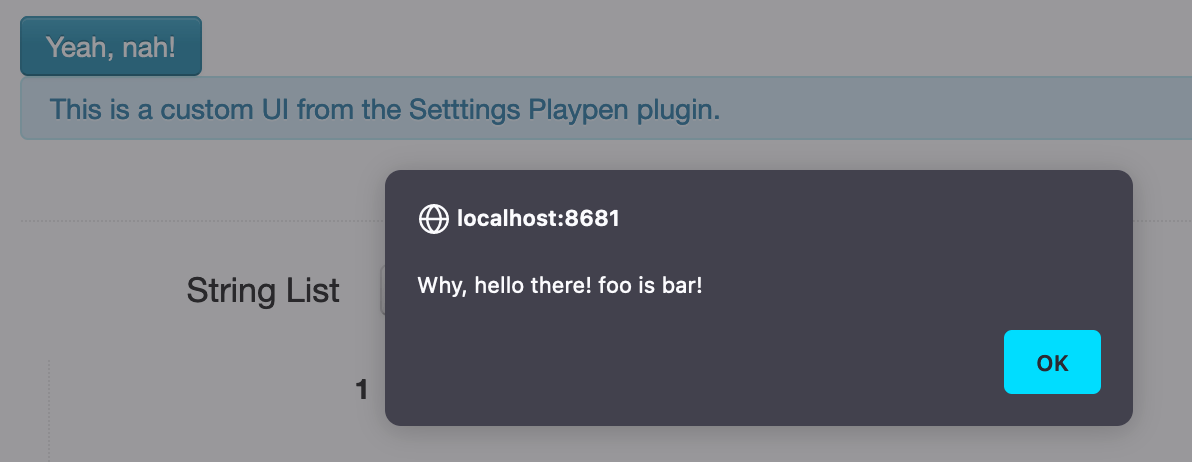 Yeah, nah!
This is a custom UI from the Setttings Playpen plugin.
localhost:8681
Why, hello there! foo is bar!
String List
OK
1